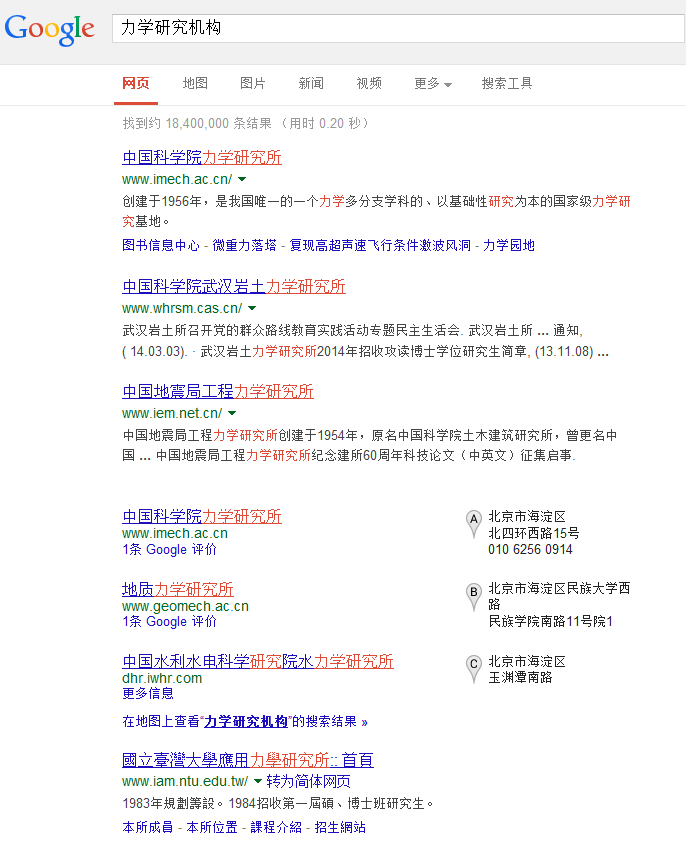 Google 力学研究机构
网页 地图 图片 新闻 视频 更多 搜索工具
找到约 18,400,000 条结果 （用时 0.20 秒）
中国科学院力学研究所
www.imech.ac.cn/
创建于1956年，是我国唯一的一个力学多分支学科的、以基础性研究为本的国家级力学研
究基地。
图书信息中心 - 微重力落塔 - 复现高超声速飞行条件激波风洞 - 力学园地
中国科学院武汉岩土力学研究所
www.whrsm.cas.cn/
武汉岩土所召开党的群众路线教育实践活动专题民主生活会. 武汉岩土所 ... 通知,
( 14.03.03). · 武汉岩土力学研究所2014年招收攻读博士学位研究生简章, (13.11.08) ...
中国地震局工程力学研究所
www.iem.net.cn/
中国地震局工程力学研究所创建于1954年，原名中国科学院土木建筑研究所，曾更名中
国 ... 中国地震局工程力学研究所纪念建所60周年科技论文（中英文）征集启事.
中国科学院力学研究所
www.imech.ac.cn
1条 Google 评价
A 北京市海淀区
北四环西路15号
010 6256 0914
地质力学研究所
www.geomech.ac.cn
1条 Google 评价
B 北京市海淀区民族大学西
路
民族学院南路11号院1
中国水利水电科学研究院水力学研究所
dhr.iwhr.com
更多信息
C 北京市海淀区
玉渊潭南路
在地图上查看“力学研究机构”的搜索结果 »
國立臺灣大學應用力學研究所:: 首頁
www.iam.ntu.edu.tw/ 转为简体网页
1983年規劃籌設。1984招收第一屆碩、博士班研究生。
本所成員 - 本所位置 - 課程介紹 - 招生網站